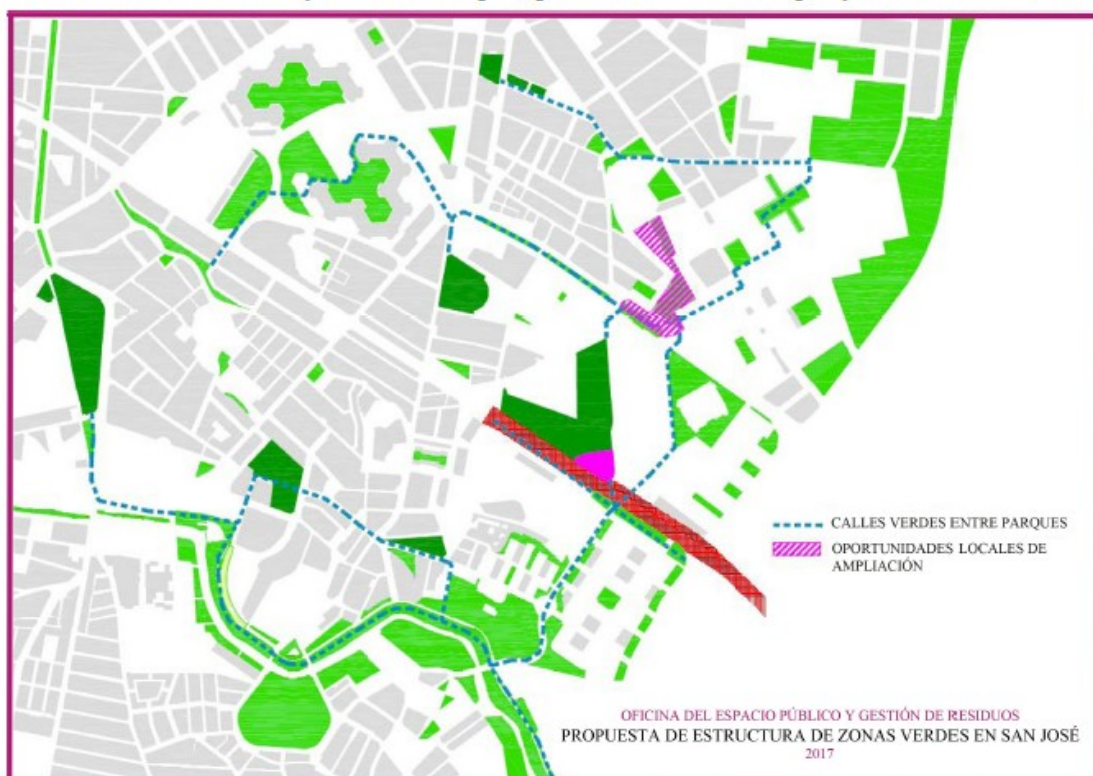 CALLES VERDES ENTRE PARQUES
OPORTUNIDADES LOCALES DE
AMPLIACIÓN
OFICINA DEL ESPACIO PÚBLICO Y GESTIÓN DE RESIDUOS
PROPUESTA DE ESTRUCTURA DE ZONAS VERDES EN SAN JOSÉ
2017